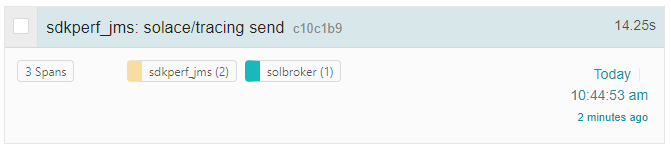 sdkperf_jms: solace/tracing send c10c1b9 14.25s
3 Spans sdkperf_jms (2) solbroker (1) Today
10:44:53 am
2 minutes ago